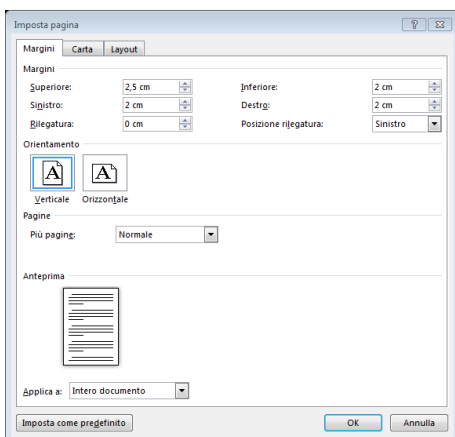 Imposta pagina
Margini Carta Layout
Margini
Superiore: 2,5 cm Inferiore: 2 cm
Sinistro: 2 cm Destro: 2 cm
Rilegatura: 0 cm Posizione rilegatura: Sinistro
Orientamento
A A
Verticale Orizzontale
Pagine
Più pagine: Normale
Anteprima
Applica a: Intero documento
Imposta come predefinito OK Annulla